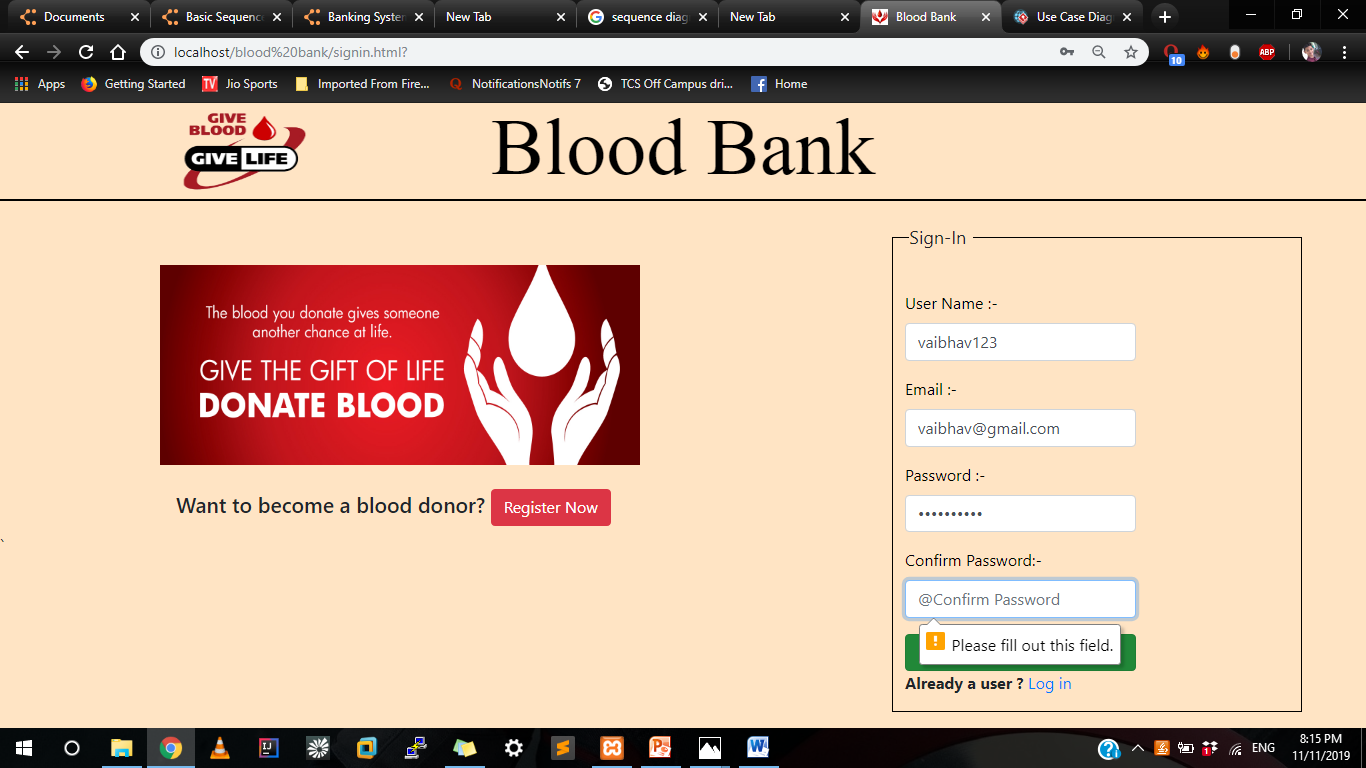 Documents
Basic Sequenc
Banking System
New Tab
sequence diag
New Tab
Blood Bank
Use Case Diag
localhost/blood%20bank/signin.html?
10
ABP
Apps
Getting Started
TV
Jio Sports
Imported From Fire...
Q
NotificationsNotifs 7
TCS Off Campus dri...
Home
GIVE
BLOOD
GIVE LIFE
Blood Bank
Sign-In
The blood you donate gives someone
another chance at life.
GIVE THE GIFT OF LIFE
DONATE BLOOD
Want to become a blood donor? Register Now
`
User Name :-
vaibhav123
Email :-
vaibhav@gmail.com
Password :-
••••••••••
Confirm Password:-
@Confirm Password
Please fill out this field.
Already a user ? Log in
ENG
8:15 PM
11/11/2019